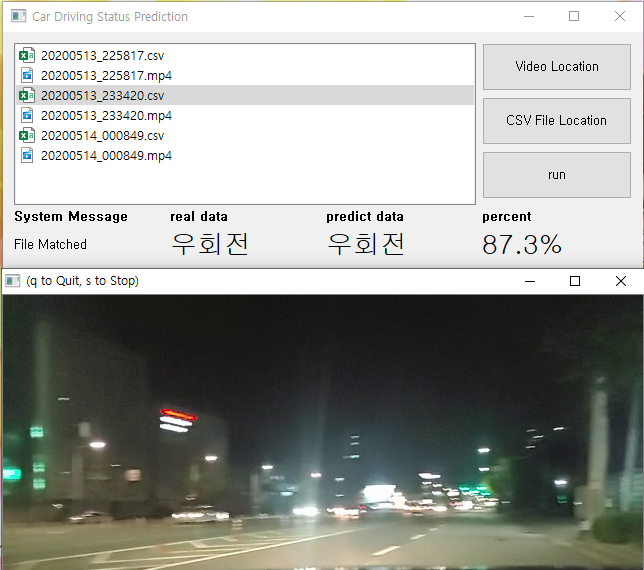 Car Driving Status Prediction
20200513_225817.csv
20200513_225817.mp4
20200513_233420.csv
20200513_233420.mp4
20200514_000849.csv
20200514_000849.mp4
Video Location
CSV File Location
run
System Message real data predict data percent
File Matched 우회전 우회전 87.3%
(q to Quit, s to Stop)